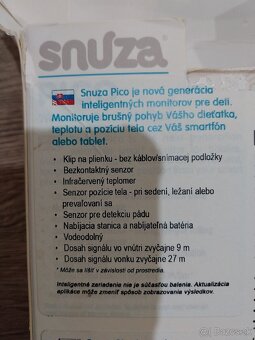 snuza
Snuza Pico je nová generácia
inteligentných monitorov pre deti.
Monitoruje brušný pohyb Vášho dieťatka,
teplotu a pozíciu tela cez Váš smartfón
alebo tablet.
• Klip na plienku - bez káblov/snímacej podložky
• Bezkontaktný senzor
• Infračervený teplomer
• Senzor pozície tela - pri sedení, ležaní alebo
prevaľovaní sa
• Senzor pre detekciu pádu
• Nabíjacia stanica a nabíjateľná batéria
• Vodeodolný
• Dosah signálu vo vnútri zvyčajne 9 m
• Dosah signálu vonku zvyčajne 27 m
* Môže sa líšiť v závislosti od prostredia.
Inteligentné zariadenia nie je súčasťou balenia. Aktualizácia
aplikácie môže zmeniť spôsob zobrazovania výsledkov.